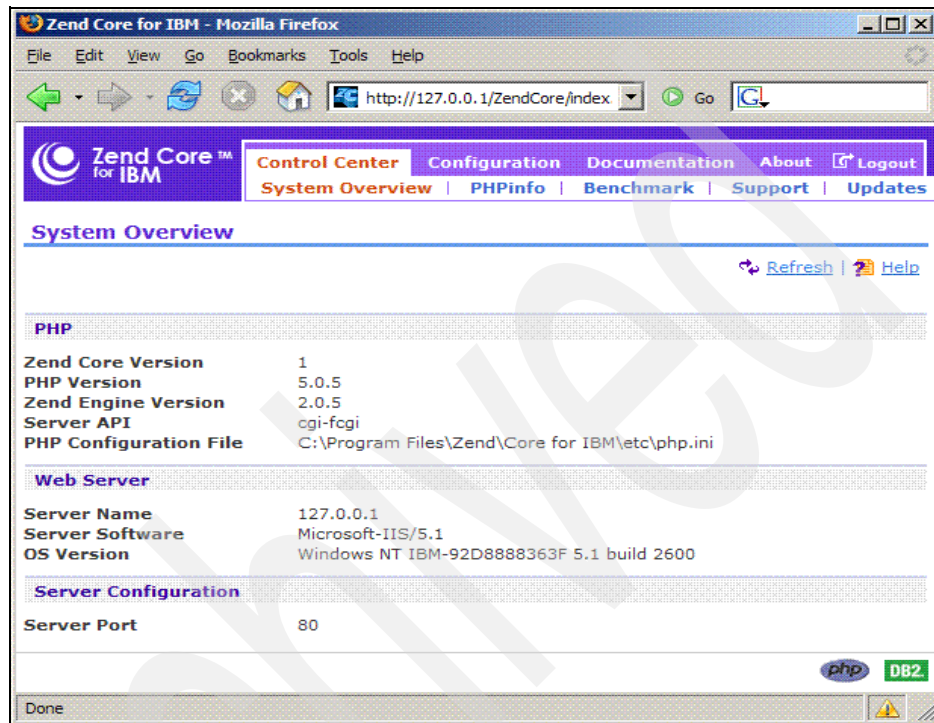 Zend Core for IBM - Mozilla Firefox
File Edit View Go Bookmarks Tools Help
http://127.0.0.1/ZendCore/index Go G
Zend Core ™ for IBM
Control Center Configuration Documentation About Logout
System Overview | PHPinfo | Benchmark | Support | Updates
System Overview
Refresh | Help
PHP
Zend Core Version 1
PHP Version 5.0.5
Zend Engine Version 2.0.5
Server API cgi-fcgi
PHP Configuration File C:\Program Files\Zend\Core for IBM\etc\php.ini
Web Server
Server Name 127.0.0.1
Server Software Microsoft-IIS/5.1
OS Version Windows NT IBM-92D8888363F 5.1 build 2600
Server Configuration
Server Port 80
php DB2.
Done